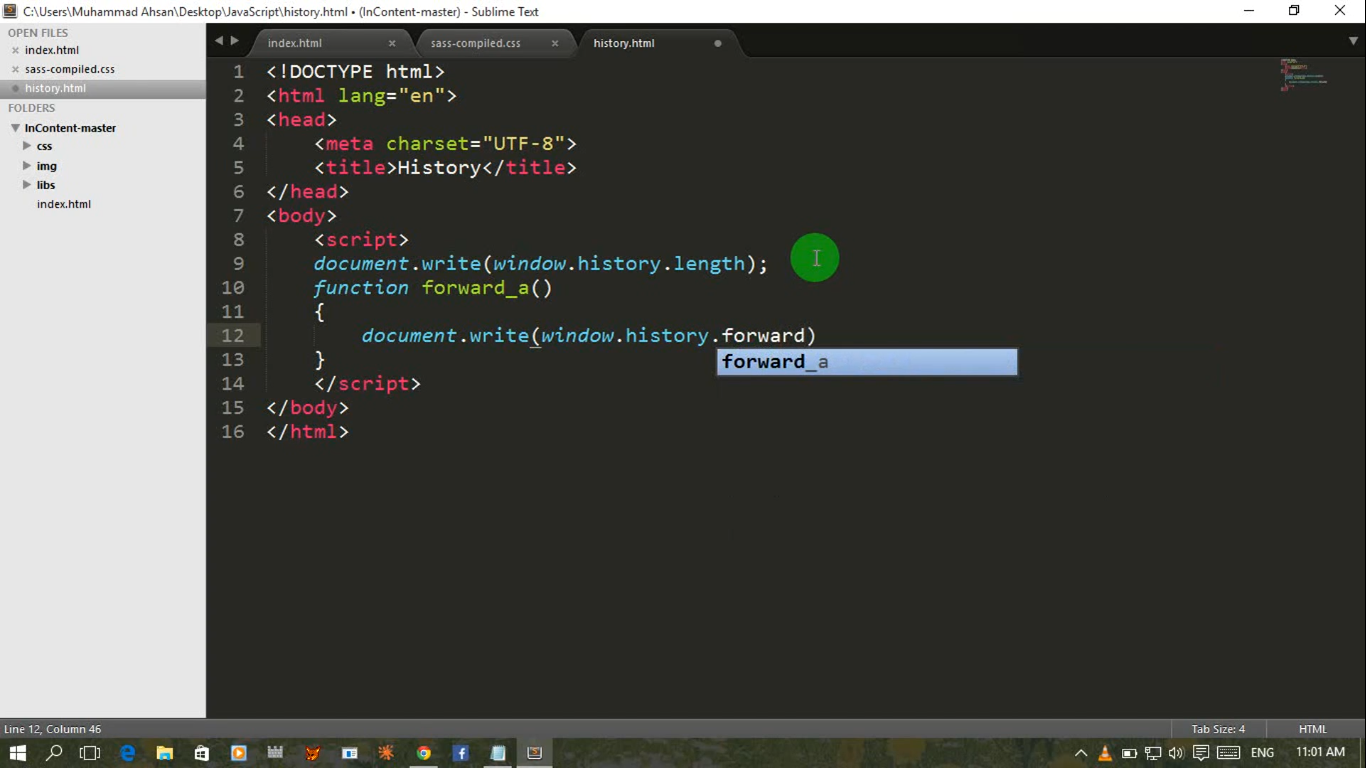 C:\Users\Muhammad Ahsan\Desktop\JavaScript\history.html • (InContent-master) - Sublime Text
OPEN FILES
index.html
sass-compiled.css
history.html
FOLDERS
InContent-master
css
img
libs
index.html
index.html
sass-compiled.css
history.html
1 <!DOCTYPE html>
2 <html lang="en">
3 <head>
4 <meta charset="UTF-8">
5 <title>History</title>
6 </head>
7 <body>
8 <script>
9 document.write(window.history.length);
10 function forward_a()
11 {
12 document.write(window.history.forward)
forward_a
13 }
14 </script>
15 </body>
16 </html>
Line 12, Column 46
Tab Size: 4
HTML
ENG
11:01 AM